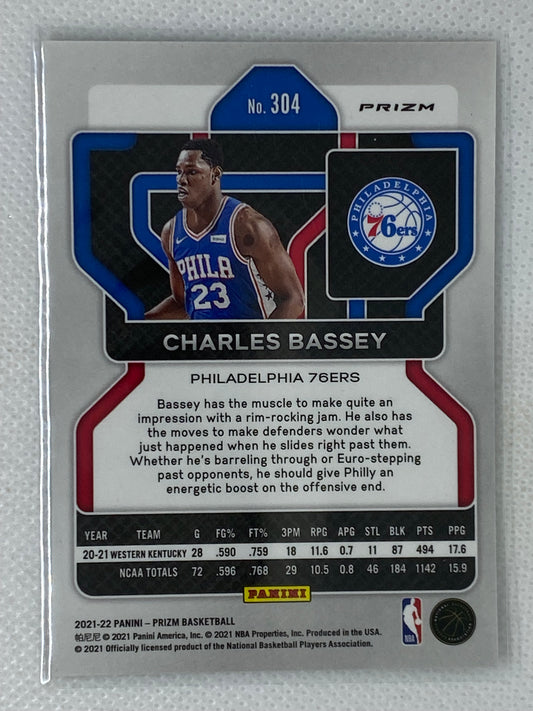 No. 304
PRIZM
PHILADELPHIA
76ers
PHILA
23
CHARLES BASSEY
PHILADELPHIA 76ERS
Bassey has the muscle to make quite an
impression with a rim-rocking jam. He also has
the moves to make defenders wonder what
just happened when he slides right past them.
Whether he's barreling through or Euro-stepping
past opponents, he should give Philly an
energetic boost on the offensive end.
YEAR TEAM G FG% FT% 3PM RPG APG STL BLK PTS PPG
20-21 WESTERN KENTUCKY 28 .590 .759 18 11.6 0.7 11 87 494 17.6
NCAA TOTALS 72 .596 .768 29 10.5 0.8 46 184 1142 15.9
PANINI
2021-22 PANINI – PRIZM BASKETBALL
帕尼尼 © 2021 Panini America, Inc. © 2021 NBA Properties, Inc. Produced in the USA.
© 2021 Officially licensed product of the National Basketball Players Association.
NBA